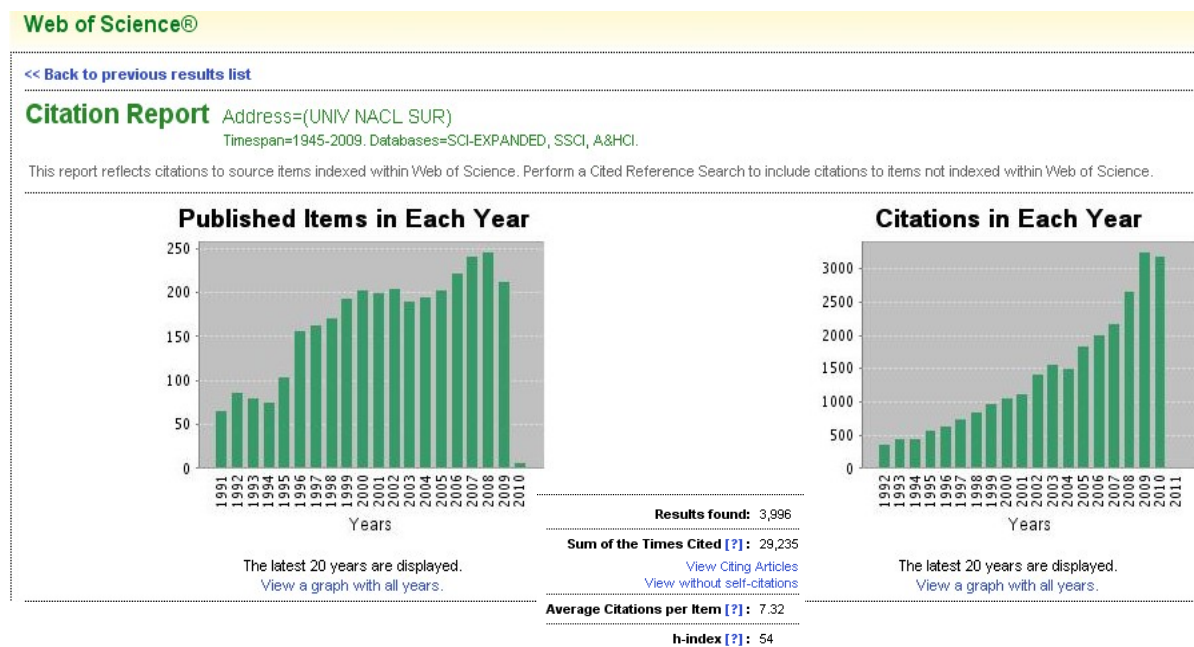 Web of Science®
<< Back to previous results list
Citation Report Address=(UNIV NACL SUR)
Timespan=1945-2009. Databases=SCI-EXPANDED, SSCI, A&HCI.
This report reflects citations to source items indexed within Web of Science. Perform a Cited Reference Search to include citations to items not indexed within Web of Science.
Published Items in Each Year
250
200
150
100
50
0
1991 1992 1993 1994 1995 1996 1997 1998 1999 2000 2001 2002 2003 2004 2005 2006 2007 2008 2009 2010
Years
The latest 20 years are displayed.
View a graph with all years.
Results found: 3,996
Sum of the Times Cited [?] : 29,235
View Citing Articles
View without self-citations
Average Citations per Item [?] : 7.32
h-index [?] : 54
Citations in Each Year
3000
2500
2000
1500
1000
500
0
1992 1993 1994 1995 1996 1997 1998 1999 2000 2001 2002 2003 2004 2005 2006 2007 2008 2009 2010 2011
Years
The latest 20 years are displayed.
View a graph with all years.